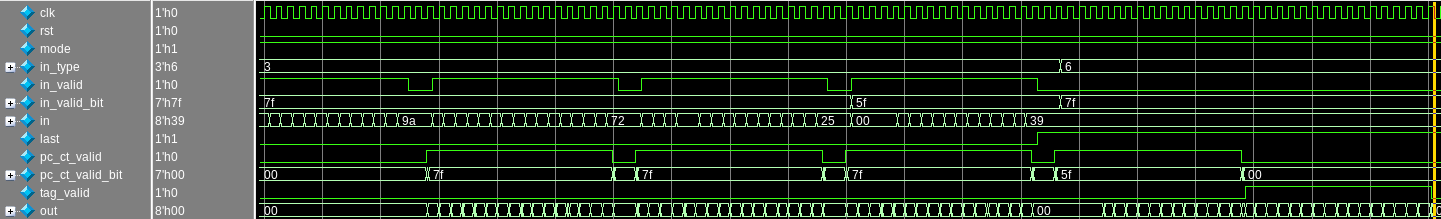 clk 1'h0
rst 1'h0
mode 1'h1
in_type 3'h6 3 6
in_valid 1'h0
in_valid_bit 7'h7f 7f 5f 7f
in 8'h39 9a 72 25 00 39
last 1'h1
pc_ct_valid 1'h0
pc_ct_valid_bit 7'h00 00 7f 7f 7f 5f 00
tag_valid 1'h0
out 8'h00 00 00